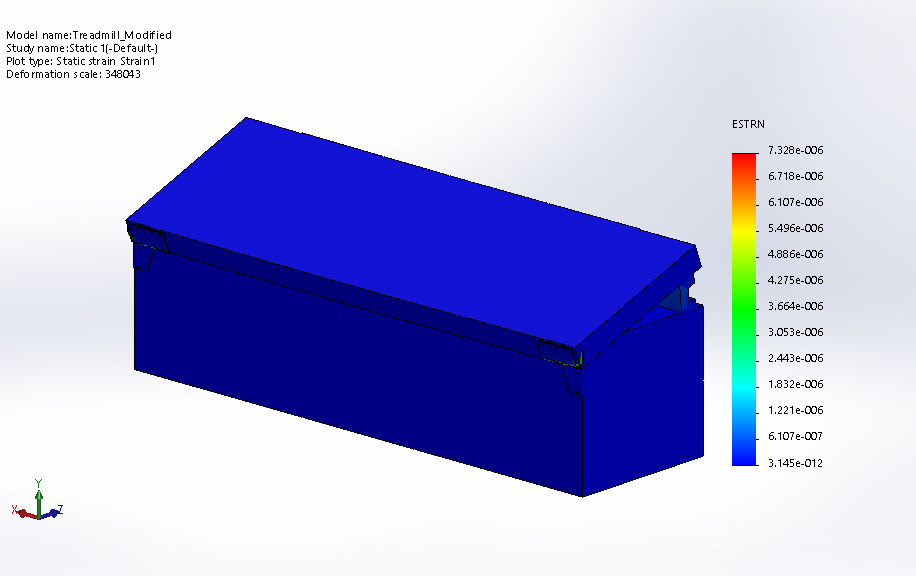 Model name:Treadmill_Modified
Study name:Static 1(-Default-)
Plot type: Static strain Strain1
Deformation scale: 348043
ESTRN
7.328e-006
6.718e-006
6.107e-006
5.496e-006
4.886e-006
4.275e-006
3.664e-006
3.053e-006
2.443e-006
1.832e-006
1.221e-006
6.107e-007
3.145e-012
Y
X
Z